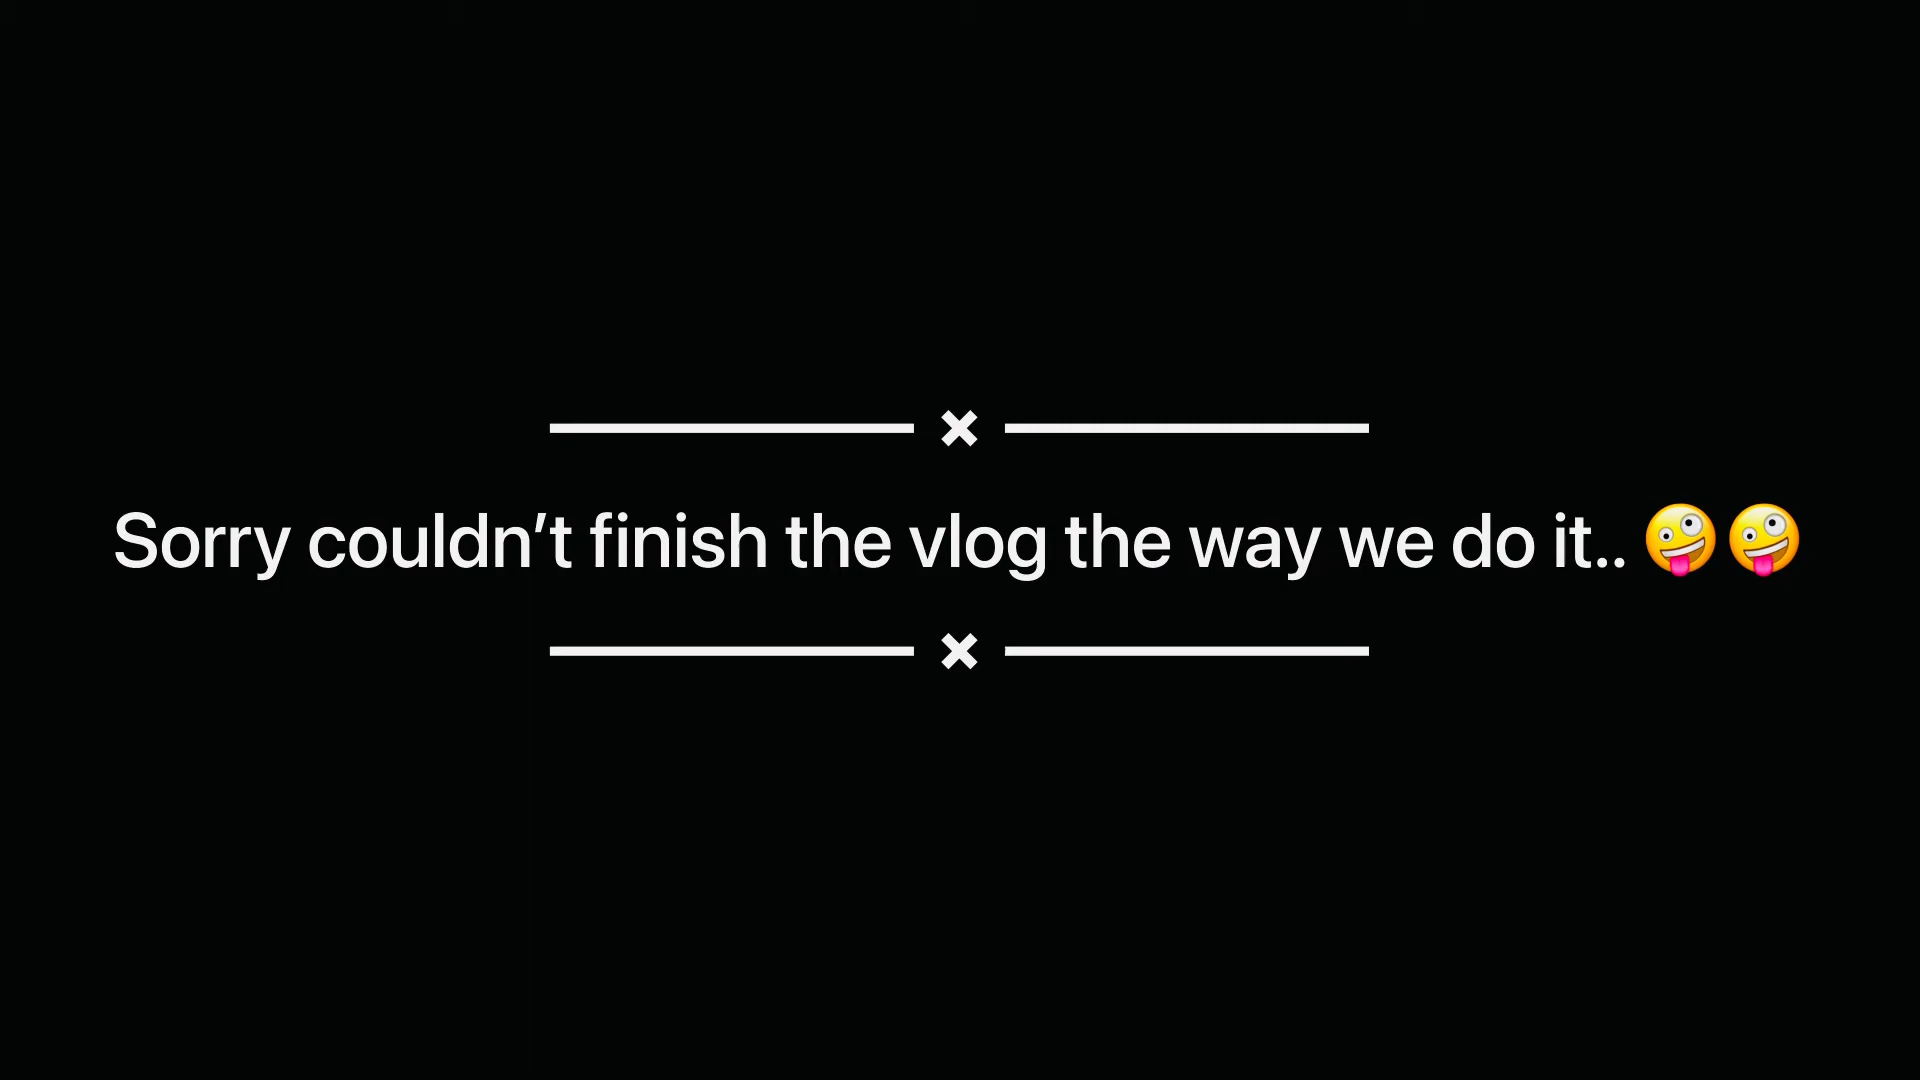 Sorry couldn’t finish the vlog the way we do it.. 🤪🤪